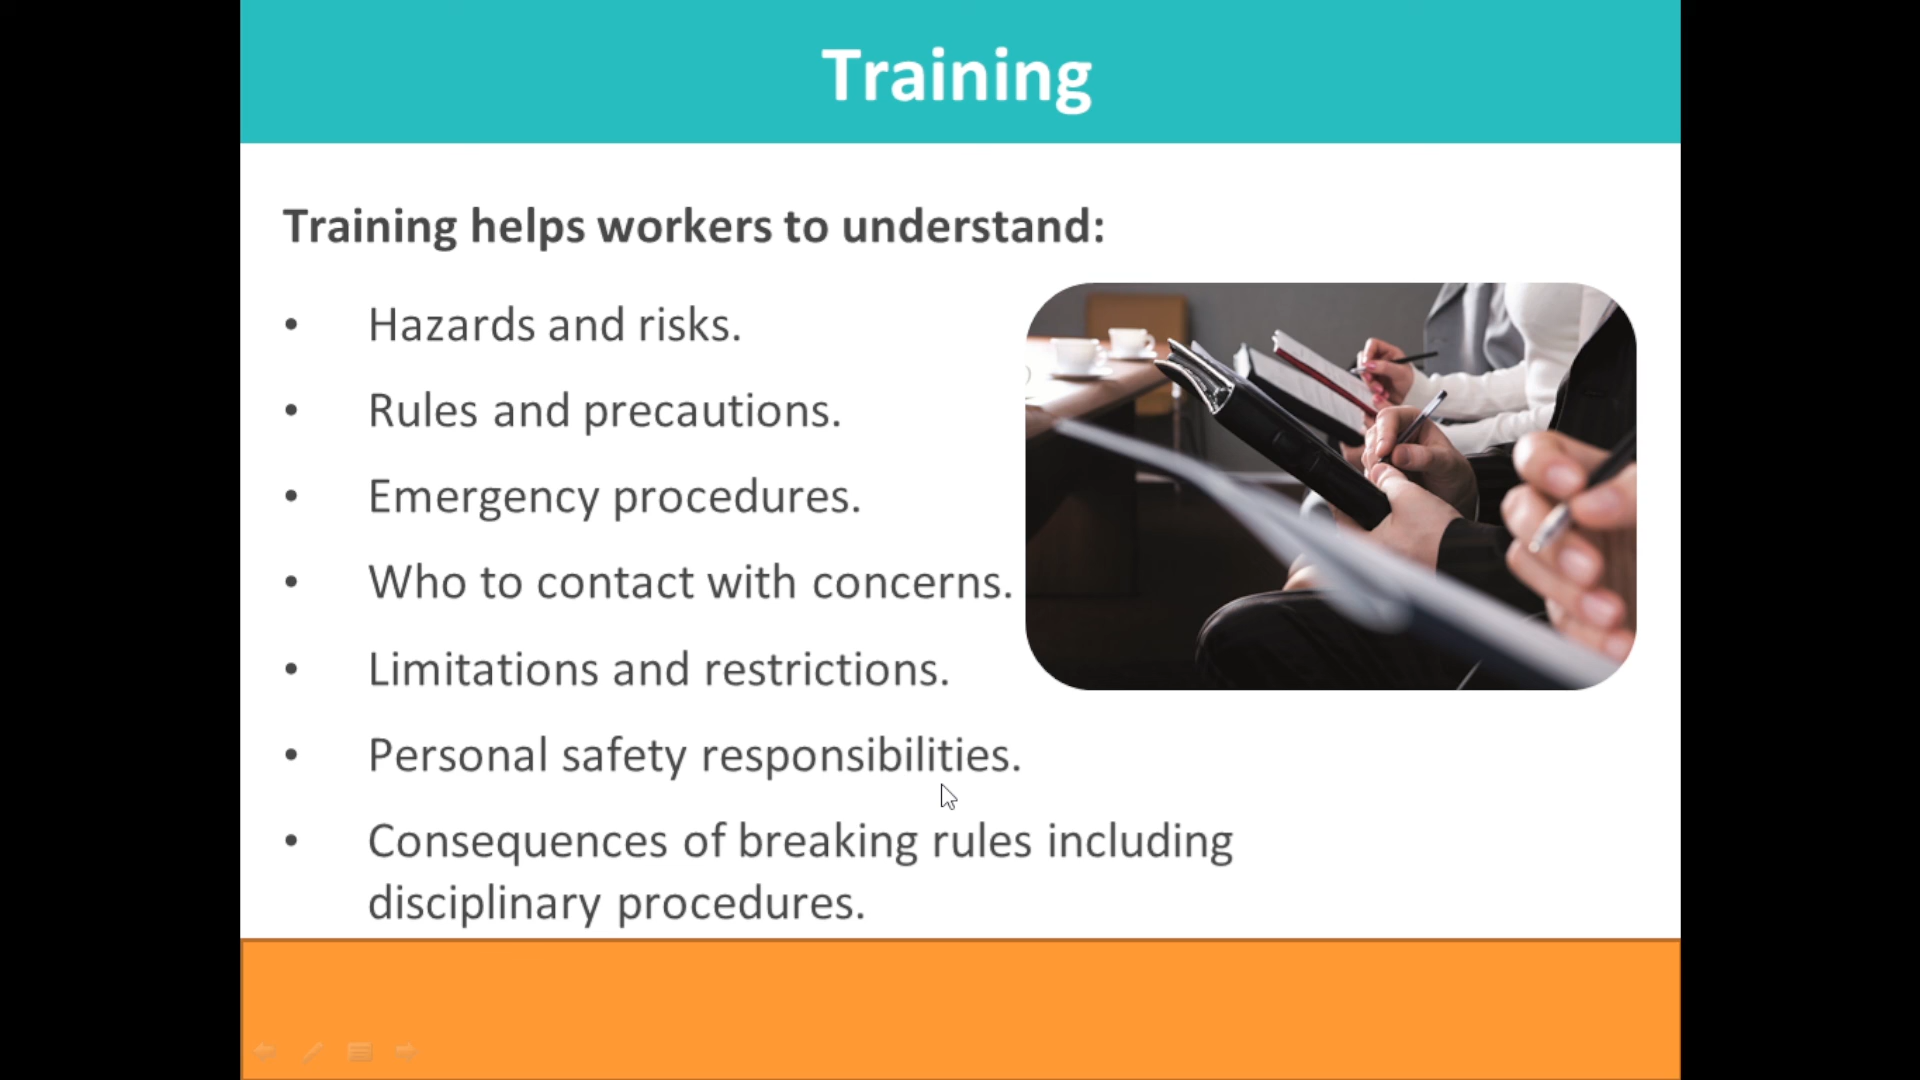 Training
Training helps workers to understand:
• Hazards and risks.
• Rules and precautions.
• Emergency procedures.
• Who to contact with concerns.
• Limitations and restrictions.
• Personal safety responsibilities.
• Consequences of breaking rules including
disciplinary procedures.